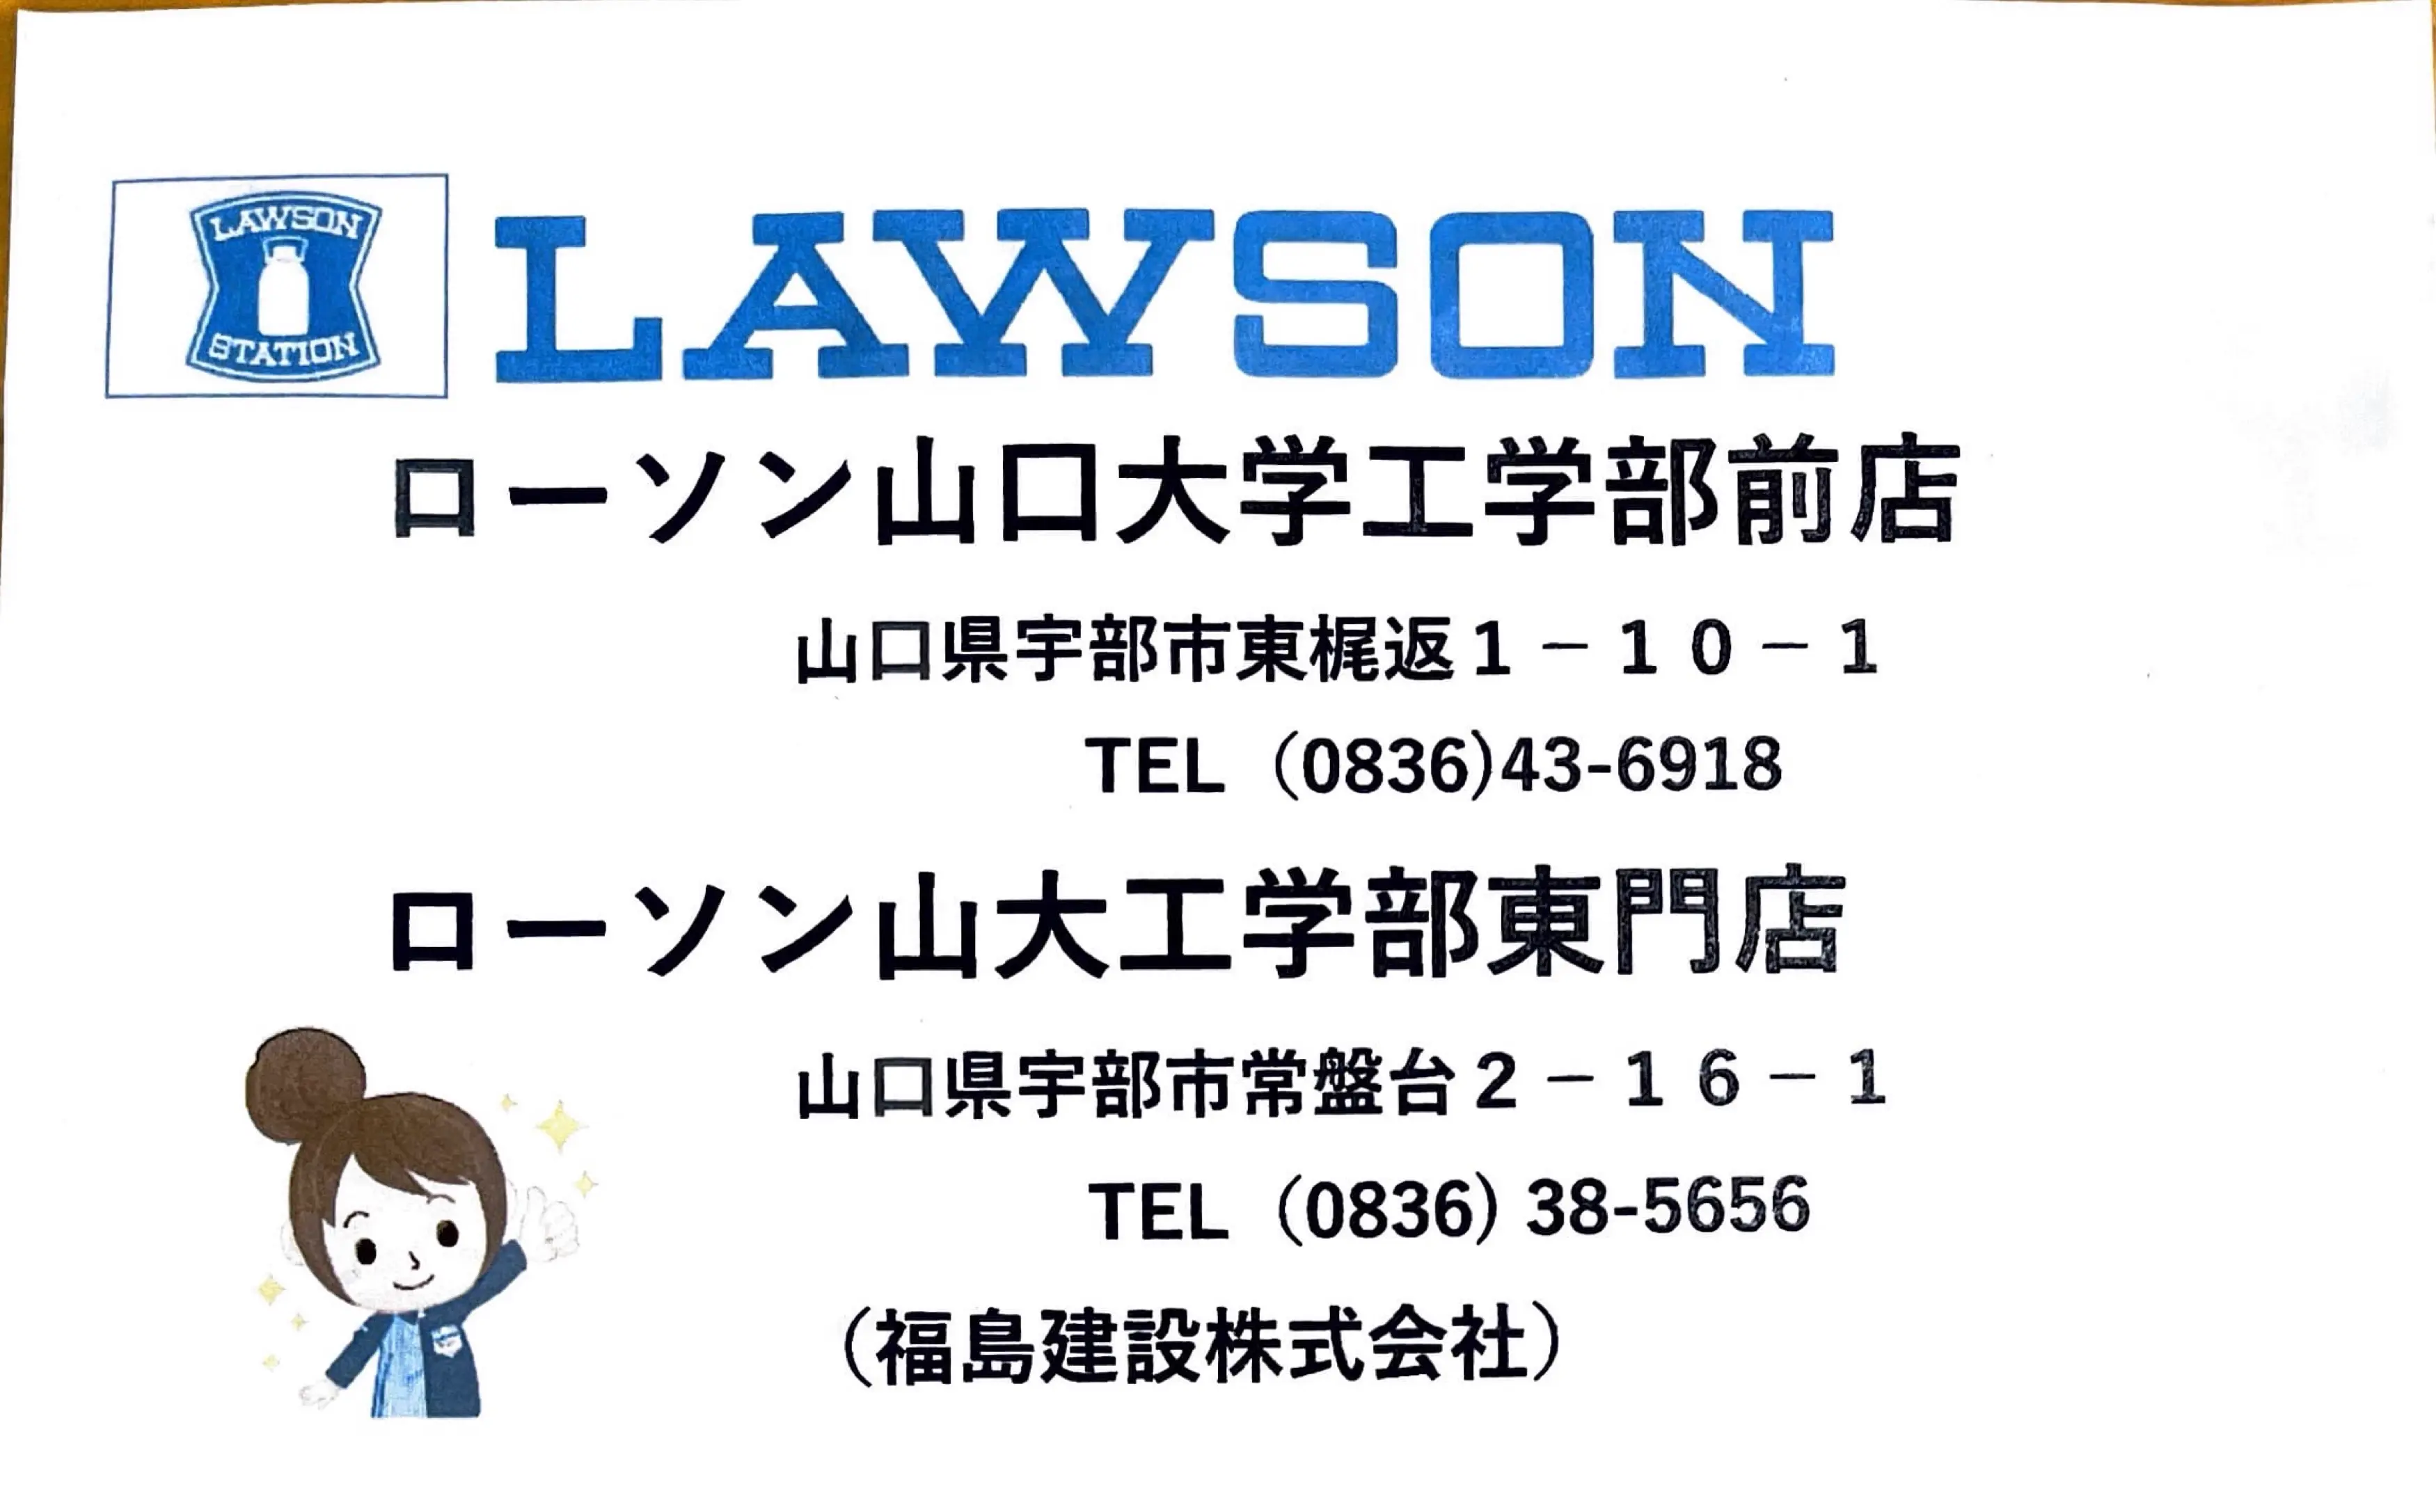 LAWSON
STATION
LAWSON
ローソン山口大学工学部前店
山口県宇部市東梶返1－10－1
TEL （0836)43-6918
ローソン山大工学部東門店
山口県宇部市常盤台2－16－1
TEL （0836）38-5656
（福島建設株式会社）